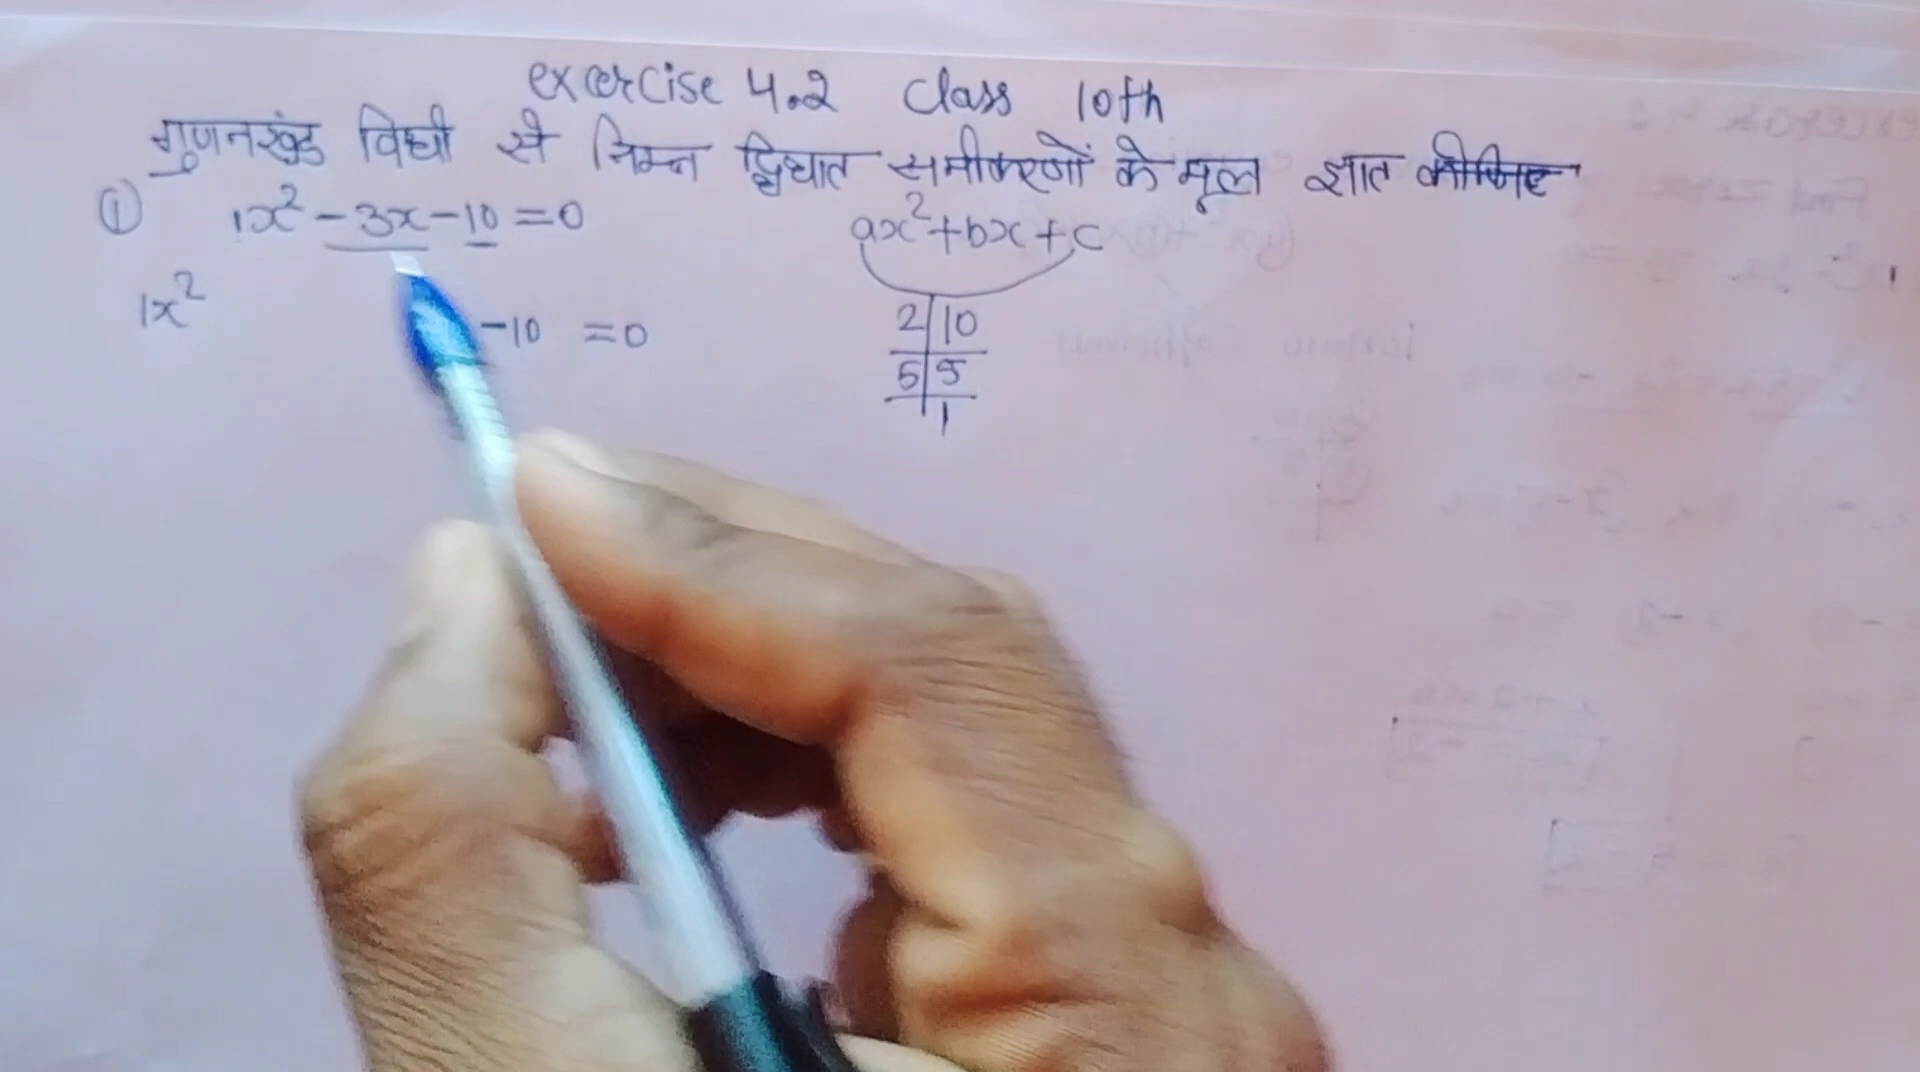 exercise 4.2 class 10th
गुणनखंड विधी से निम्न द्विघात समीकरणों के मूल ज्ञात कीजिए
① 1x² - 3x - 10 = 0 ax² + bx + c
1x² -10 = 0
2 | 10
5 | 5
1